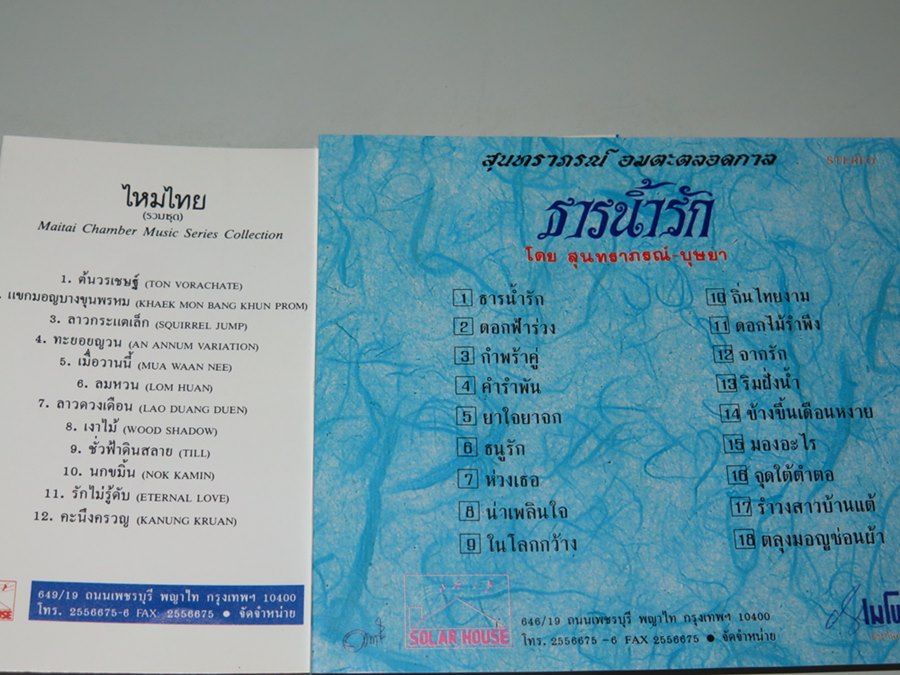 ไหมไทย
(รวมชุด)
Maitai Chamber Music Series Collection
1. ต้นวรเชษฐ์ (TON VORACHATE)
. แขกมอญบางขุนพรหม (KHAEK MON BANG KHUN PROM)
3. ลาวกระแตเล็ก (SQUIRREL JUMP)
4. ทะยอยญวน (AN ANNUM VARIATION)
5. เมื่อวานนี้ (MUA WAAN NEE)
6. ลมหวน (LOM HUAN)
7. ลาวดวงเดือน (LAO DUANG DUEN)
8. เงาไม้ (WOOD SHADOW)
9. ชั่วฟ้าดินสลาย (TILL)
10. นกขมิ้น (NOK KAMIN)
11. รักไม่รู้ดับ (ETERNAL LOVE)
12. คะนึงครวญ (KANUNG KRUAN)
649/19 ถนนเพชรบุรี พญาไท กรุงเทพฯ 10400
โทร. 2556675-6 FAX 2556675 ● จัดจำหน่าย
สุนทราภรณ์ อมตะตลอดกาล
STEREO
ธารน้ำรัก
โดย สุนทราภรณ์-บุษยา
1 ธารน้ำรัก
2 ดอกฟ้าร่วง
3 กำพร้าคู่
4 คำรำพัน
5 ยาใจยาจก
6 ธนูรัก
7 ห่วงเธอ
8 น่าเพลินใจ
9 ในโลกกว้าง
10 ถิ่นไทยงาม
11 ดอกไม้รำพึง
12 จากรัก
13 ริมฝั่งน้ำ
14 ข้างขึ้นเดือนหงาย
15 มองอะไร
16 จุดใต้ตำตอ
17 รำวงสาวบ้านแต้
18 ตลุงมอญซ่อนผ้า
SOLAR HOUSE
646/19 ถนนเพชรบุรี พญาไท กรุงเทพฯ 10400
โทร. 2556675 -6 FAX 2556675 ● จัดจำหน่าย